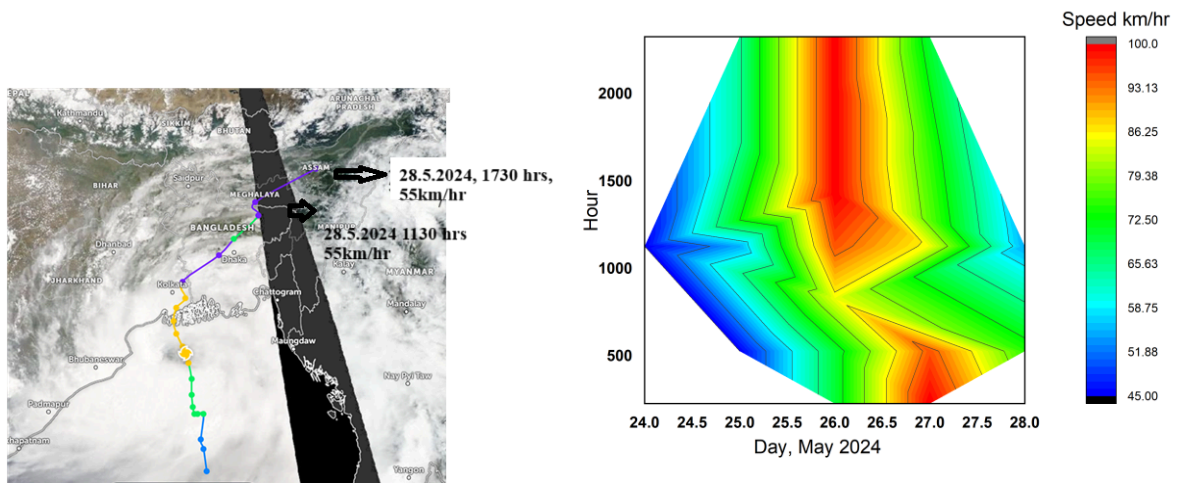 EPAL
Kathmandu
SIKKIM
BHUTAN
ARUNACHAL
PRADESH
ASSAM
BIHAR
Saidpur
MEGHALAYA
28.5.2024, 1730 hrs,
55km/hr
BANGLADESH
MANIPUR
28.5.2024 1130 hrs
55km/hr
Dhanbad
Dhaka
Kalay
MYANMAR
JHARKHAND
Kolkata
Chattogram
Mandalay
Maungdaw
Bhubaneswar
Nay Pyi Taw
Padmapur
chapatnam
Yangon
Speed km/hr
100.0
93.13
86.25
79.38
72.50
65.63
58.75
51.88
45.00
Hour
2000
1500
1000
500
24.0 24.5 25.0 25.5 26.0 26.5 27.0 27.5 28.0
Day, May 2024